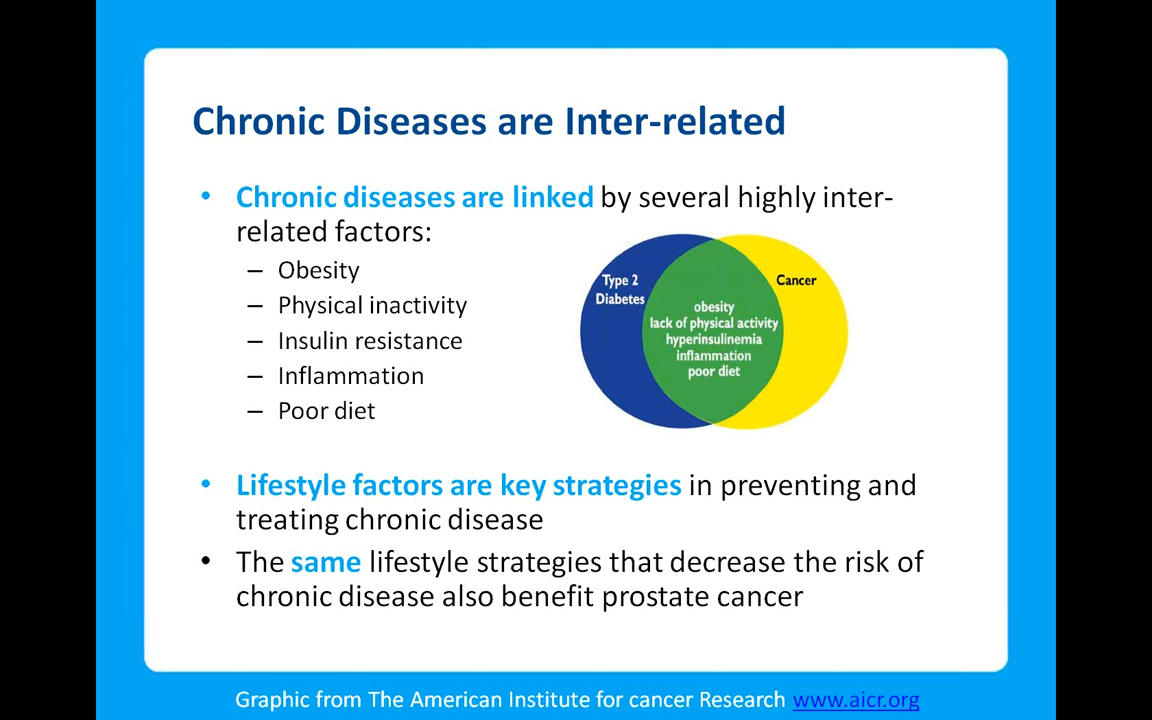 Chronic Diseases are Inter-related
• Chronic diseases are linked by several highly inter-
related factors:
– Obesity
– Physical inactivity
– Insulin resistance
– Inflammation
– Poor diet
Type 2
Diabetes
obesity
lack of physical activity
hyperinsulinemia
inflammation
poor diet
Cancer
• Lifestyle factors are key strategies in preventing and
treating chronic disease
• The same lifestyle strategies that decrease the risk of
chronic disease also benefit prostate cancer
Graphic from The American Institute for cancer Research www.aicr.org